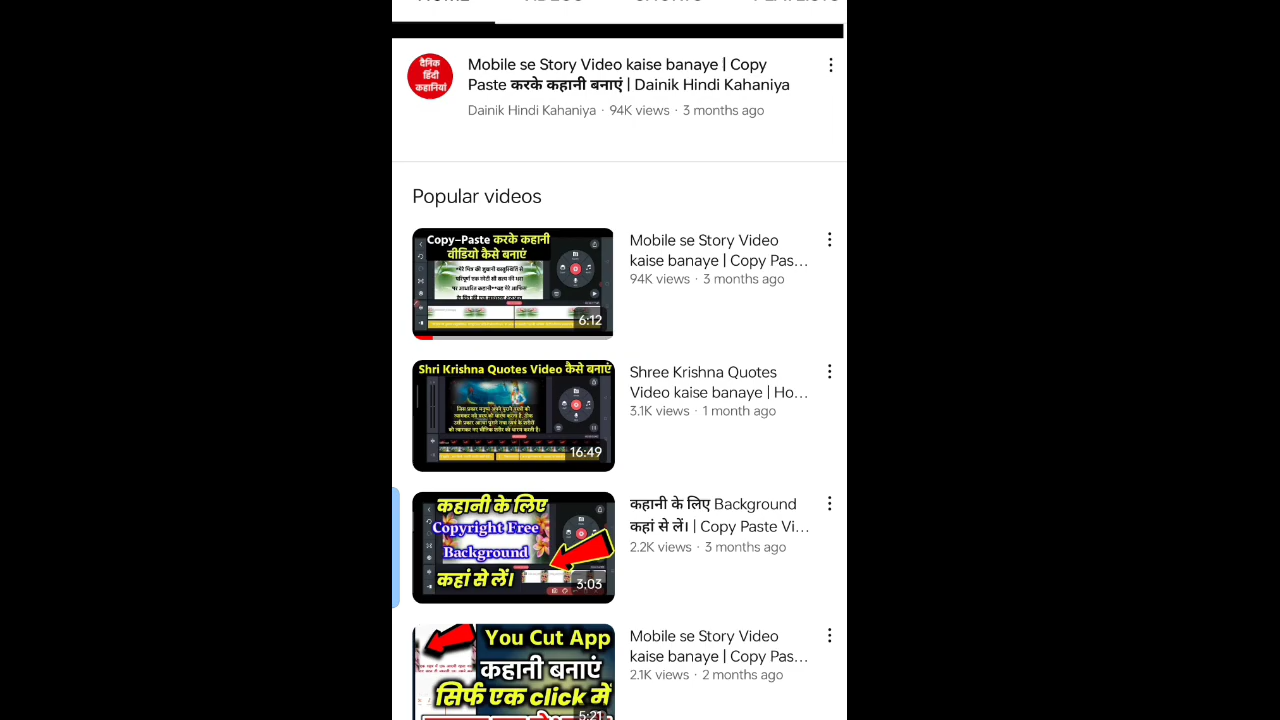 दैनिक
हिंदी
कहानियां
Mobile se Story Video kaise banaye | Copy
Paste करके कहानी बनाएं | Dainik Hindi Kahaniya
Dainik Hindi Kahaniya · 94K views · 3 months ago
Popular videos
Copy-Paste करके कहानी
वीडियो कैसे बनाएं
6:12
Mobile se Story Video
kaise banaye | Copy Pas...
94K views · 3 months ago
Shri Krishna Quotes Video कैसे बनाएं
16:49
Shree Krishna Quotes
Video kaise banaye | Ho...
3.1K views · 1 month ago
कहानी के लिए
Copyright Free
Background
कहां से लें।
3:03
कहानी के लिए Background
कहां से लें। | Copy Paste Vi...
2.2K views · 3 months ago
You Cut App
कहानी बनाएं
सिर्फ एक click में
5:21
Mobile se Story Video
kaise banaye | Copy Pas...
2.1K views · 2 months ago